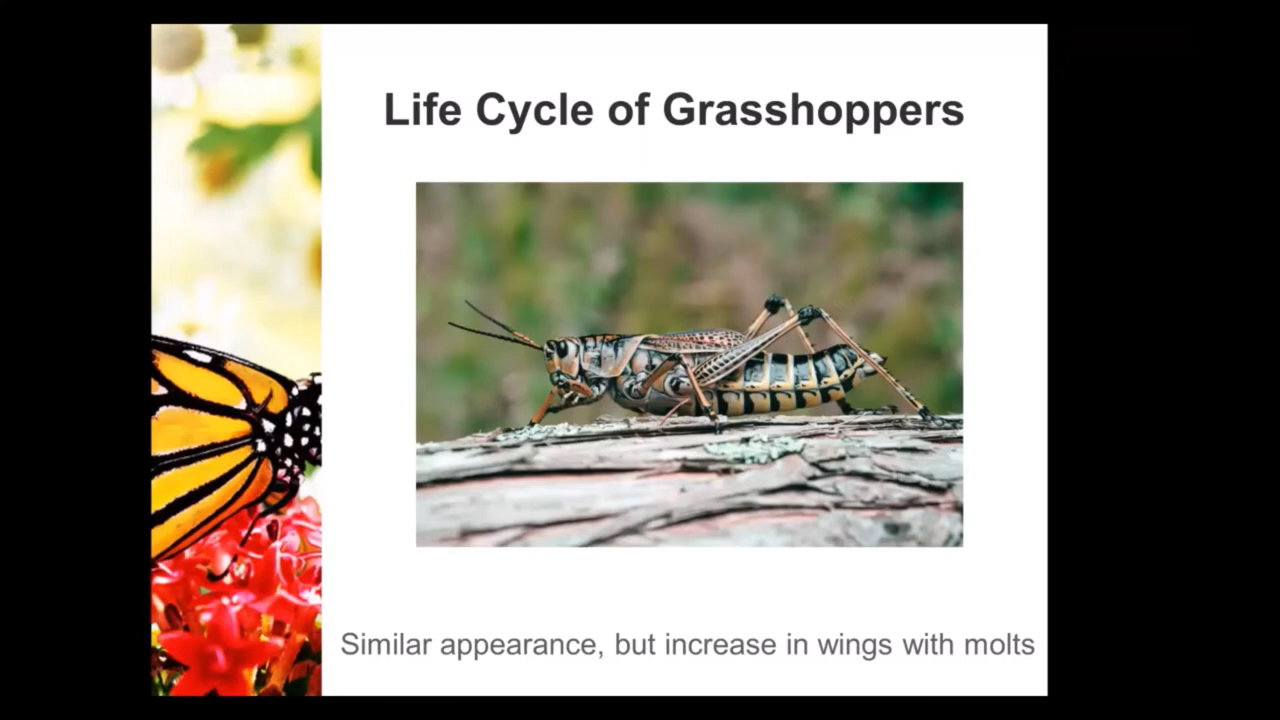 Life Cycle of Grasshoppers
Similar appearance, but increase in wings with molts